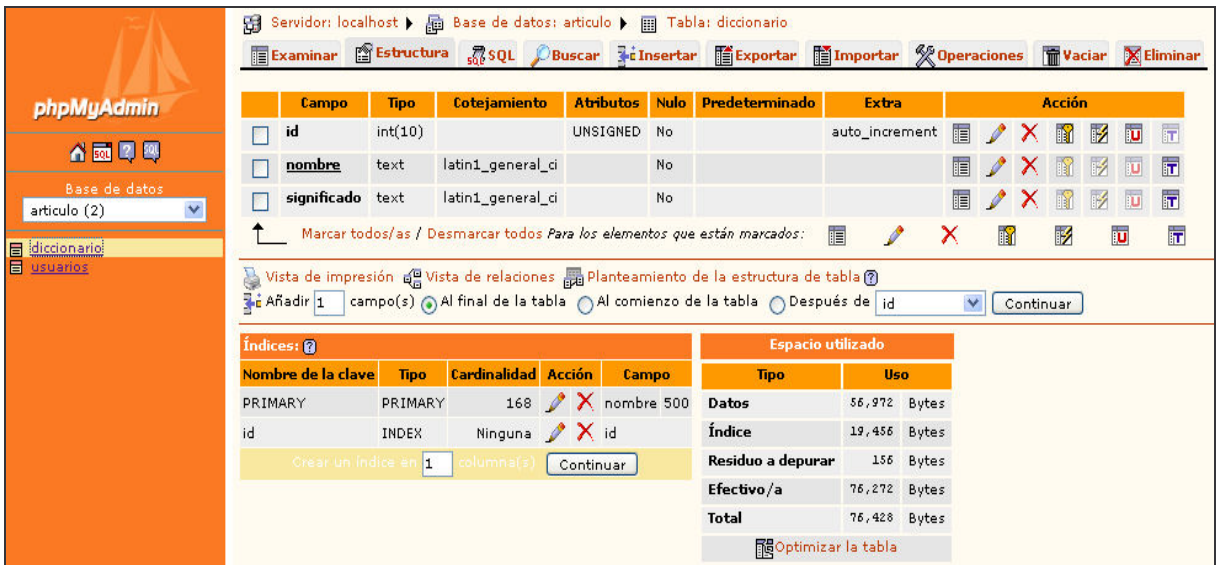 Servidor: localhost Base de datos: articulo Tabla: diccionario
Examinar Estructura SQL Buscar Insertar Exportar Importar Operaciones Vaciar Eliminar
phpMyAdmin
SQL
Base de datos
articulo (2)
diccionario
usuarios
Campo Tipo Cotejamiento Atributos Nulo Predeterminado Extra Acción
id int(10) UNSIGNED No auto_increment
nombre text latin1_general_ci No
significado text latin1_general_ci No
Marcar todos/as / Desmarcar todos Para los elementos que están marcados:
Vista de impresión Vista de relaciones Planteamiento de la estructura de tabla
Añadir 1 campo(s) Al final de la tabla Al comienzo de la tabla Después de id Continuar
Índices:
Nombre de la clave Tipo Cardinalidad Acción Campo
PRIMARY PRIMARY 168 nombre 500
id INDEX Ninguna id
Crear un índice en 1 columna(s) Continuar
Espacio utilizado
Tipo Uso
Datos 56,972 Bytes
Índice 19,456 Bytes
Residuo a depurar 156 Bytes
Efectivo/a 76,272 Bytes
Total 76,428 Bytes
Optimizar la tabla